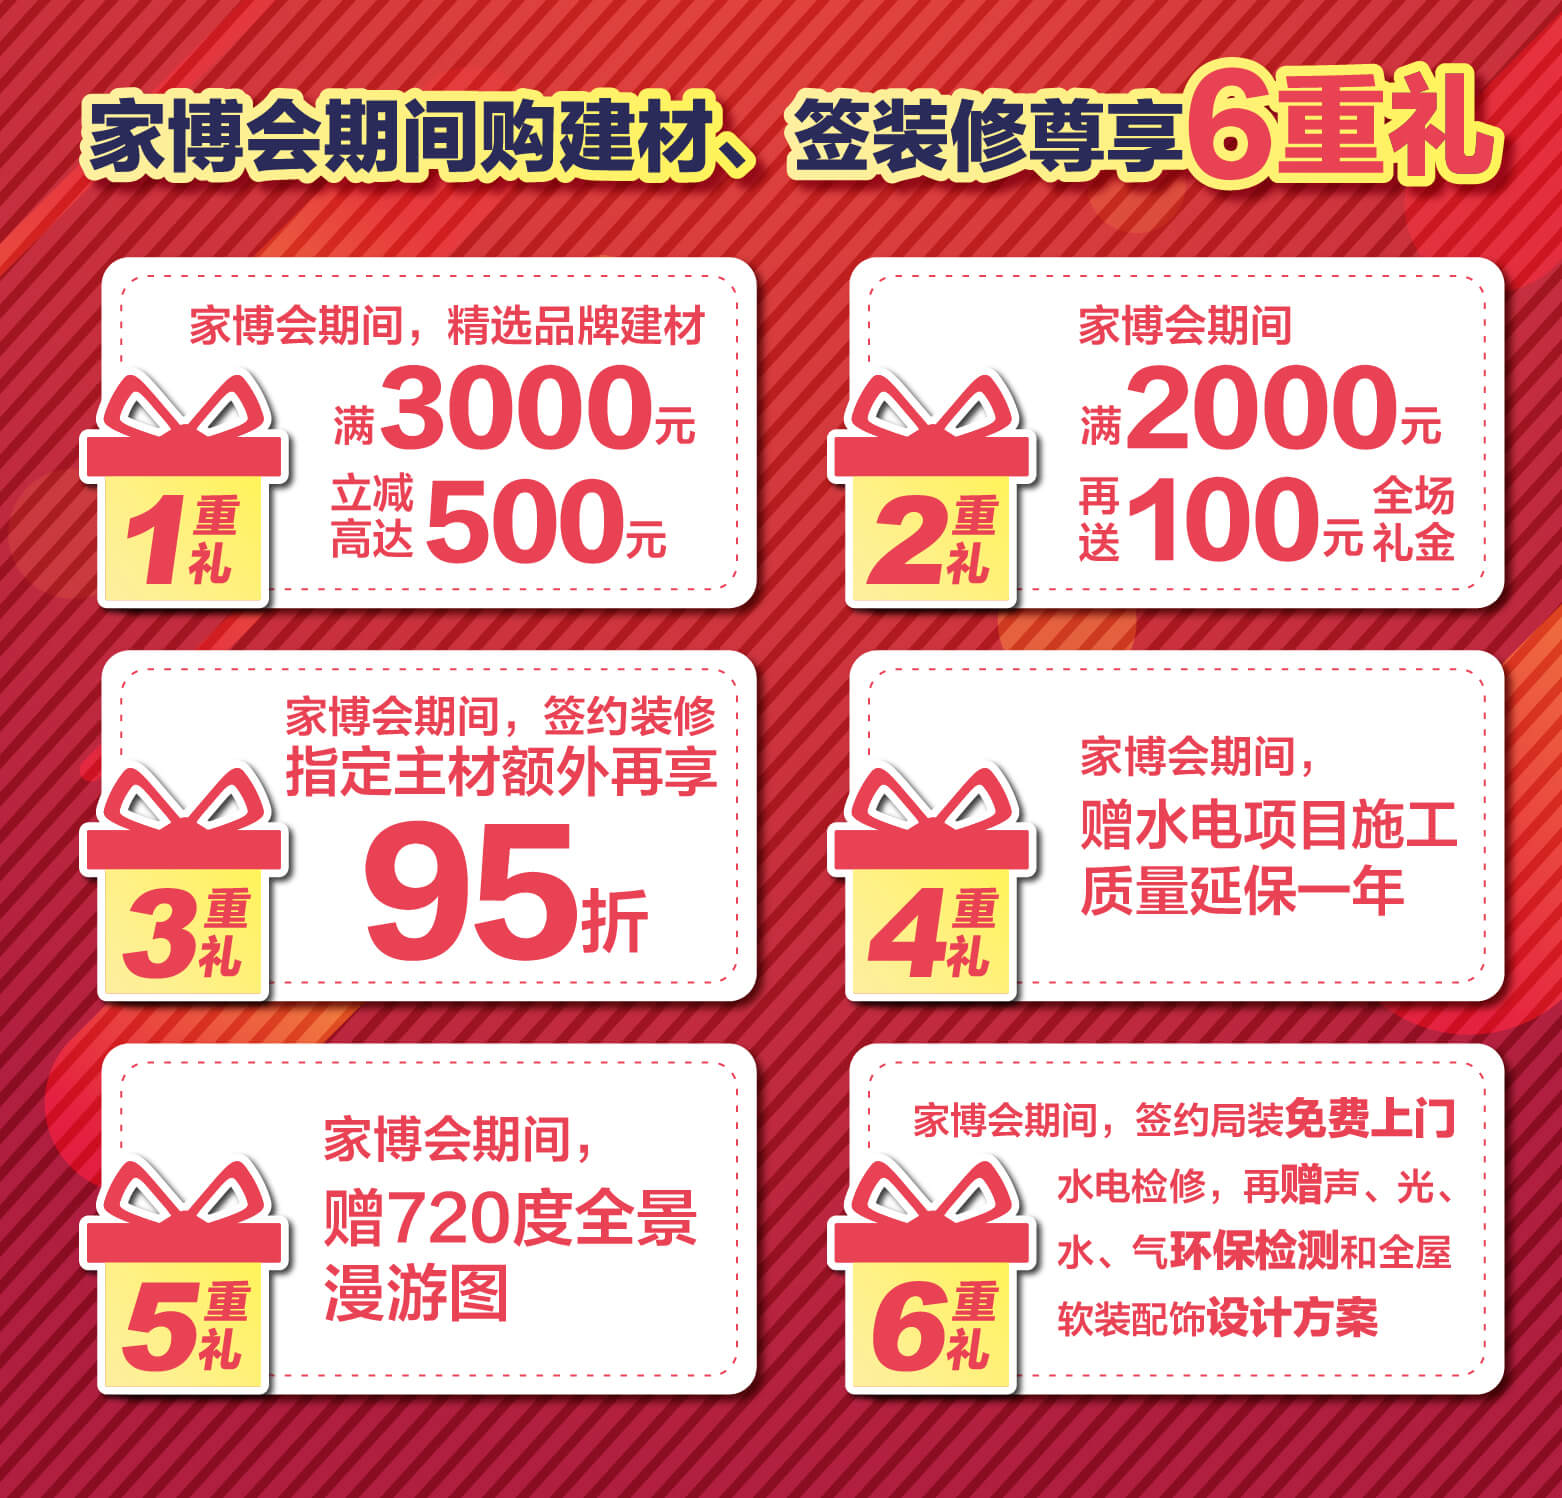 家博会期间购建材、签装修尊享6重礼
家博会期间，精选品牌建材
满3000元
立减高达500元
1重礼
家博会期间
满2000元
再送100元全场礼金
2重礼
家博会期间，签约装修
指定主材额外再享
95折
3重礼
家博会期间，
赠水电项目施工
质量延保一年
4重礼
家博会期间，
赠720度全景
漫游图
5重礼
家博会期间，签约局装免费上门
水电检修，再赠声、光、
水、气环保检测和全屋
软装配饰设计方案
6重礼